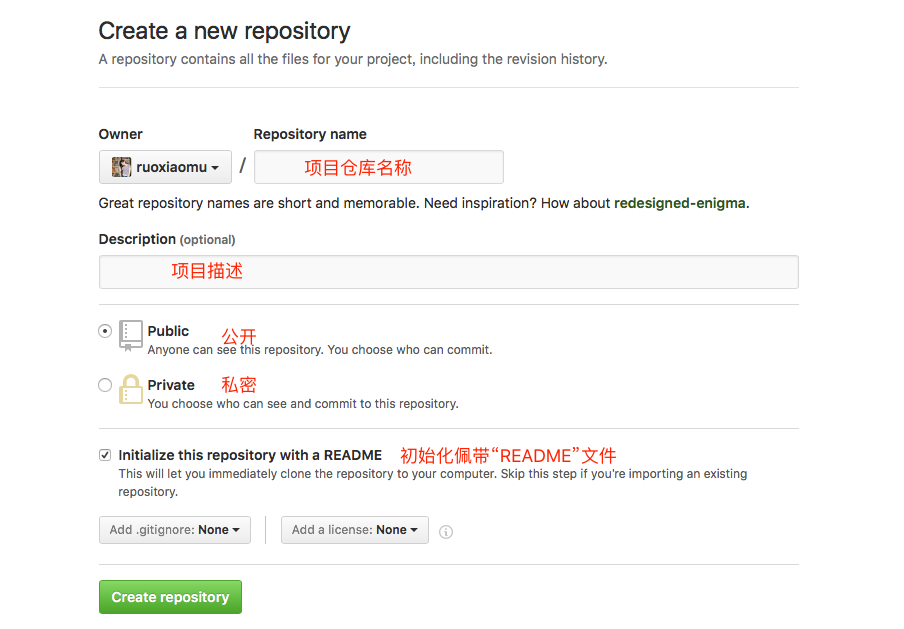 Create a new repository
A repository contains all the files for your project, including the revision history.
Owner
Repository name
ruoxiaomu
/
项目仓库名称
Great repository names are short and memorable. Need inspiration? How about redesigned-enigma.
Description (optional)
项目描述
Public 公开
Anyone can see this repository. You choose who can commit.
Private 私密
You choose who can see and commit to this repository.
Initialize this repository with a README 初始化佩带“README”文件
This will let you immediately clone the repository to your computer. Skip this step if you're importing an existing
repository.
Add .gitignore: None
Add a license: None
Create repository